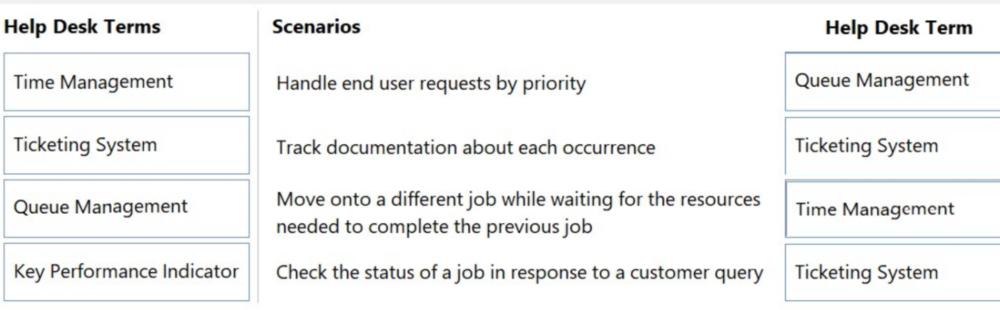 Help Desk Terms
Scenarios
Help Desk Term
Time Management
Handle end user requests by priority
Queue Management
Ticketing System
Track documentation about each occurrence
Ticketing System
Queue Management
Move onto a different job while waiting for the resources
needed to complete the previous job
Time Management
Key Performance Indicator
Check the status of a job in response to a customer query
Ticketing System